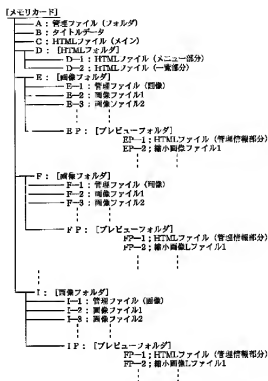 [メモリカード]
A：管理ファイル（フォルダ）
B：タイトルデータ
C：HTMLファイル（メイン）
D：[HTMLフォルダ]
D―1：HTMLファイル（メニュー部分）
D―2：HTMLファイル（一覧部分）
E：[画像フォルダ]
E―1：管理ファイル（画像）
E―2：画像ファイル1
E―3：画像ファイル2
EP：[プレビューフォルダ]
EP―1；HTMLファイル（管理情報部分）
EP―2；縮小画像Lファイル1
F：[画像フォルダ]
F―1：管理ファイル（画像）
F―2：画像ファイル1
F―3：画像ファイル2
FP：[プレビューフォルダ]
FP―1；HTMLファイル（管理情報部分）
FP―2；縮小画像Lファイル1
I：[画像フォルダ]
I―1：管理ファイル（画像）
I―2：画像ファイル1
I―3：画像ファイル2
IP：[プレビューフォルダ]
FP―1；HTMLファイル（管理情報部分）
FP―2；縮小画像Lファイル1